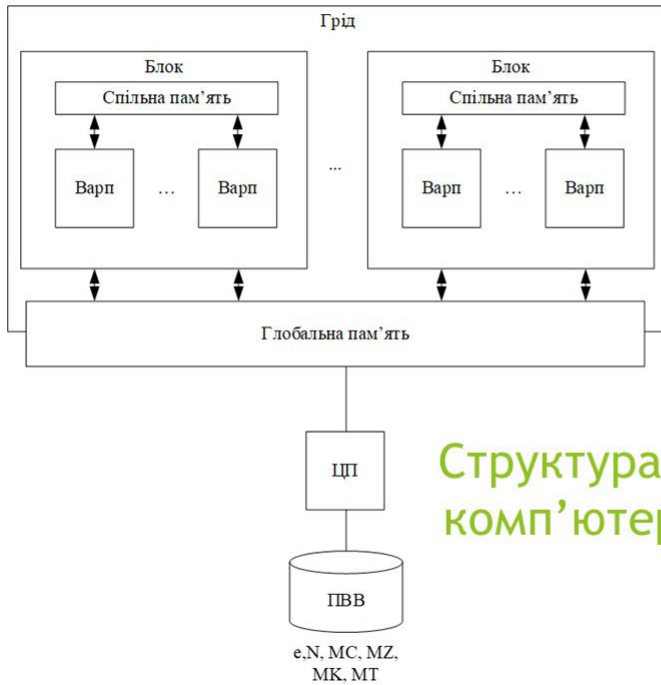 Грід
Блок
Спільна пам'ять
Варп ... Варп
...
Блок
Спільна пам'ять
Варп ... Варп
Глобальна пам'ять
ЦП
ПВВ
e,N, MC, MZ,
MK, MT
Структура
комп'ютер